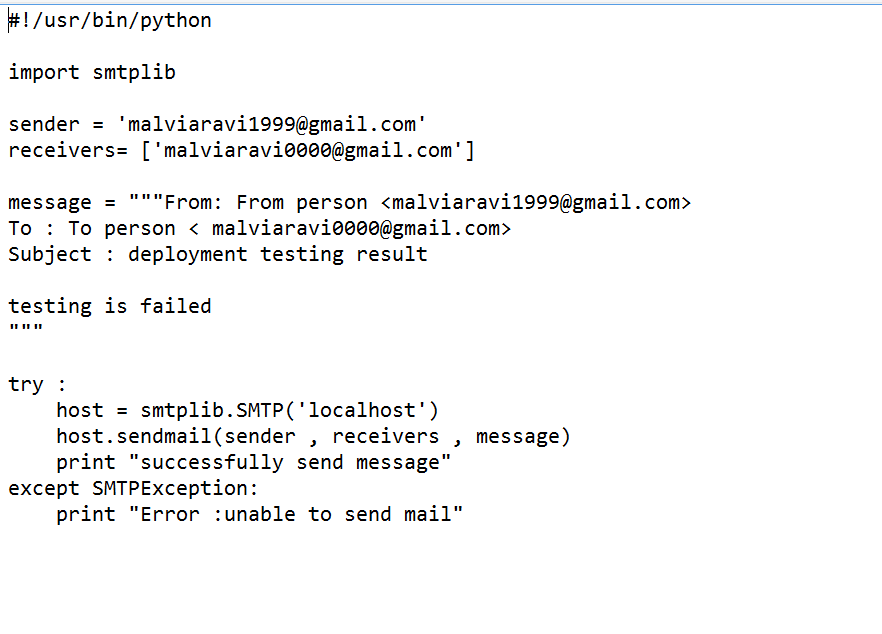 #!/usr/bin/python
import smtplib
sender = 'malviaravi1999@gmail.com'
receivers= ['malviaravi0000@gmail.com']
message = """From: From person <malviaravi1999@gmail.com>
To : To person < malviaravi0000@gmail.com>
Subject : deployment testing result
testing is failed
"""
try :
    host = smtplib.SMTP('localhost')
    host.sendmail(sender , receivers , message)
    print "successfully send message"
except SMTPException:
    print "Error :unable to send mail"